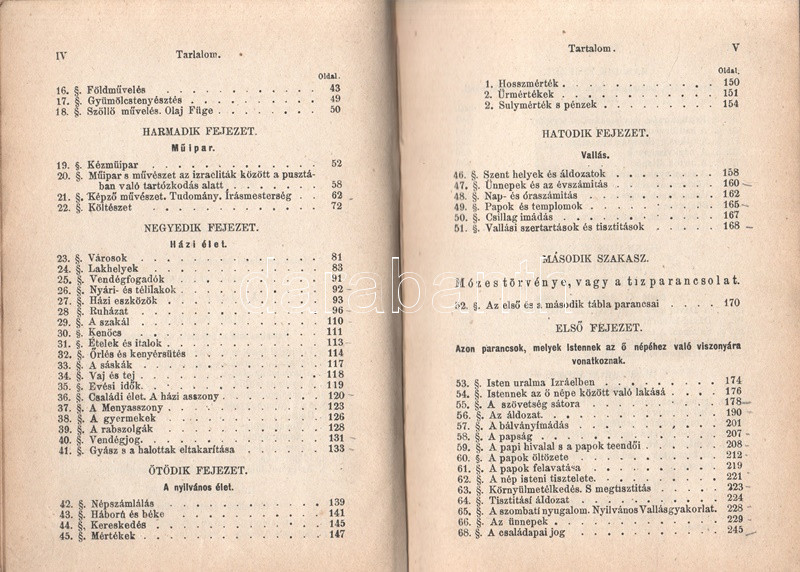 IV Tartalom.
Oldal.
16. §. Földművelés . . . . . . . . . . 43
17. §. Gyümölcstenyésztés . . . . . . . . 49
18. §. Szöllő művelés. Olaj Füge . . . . . . . 50
HARMADIK FEJEZET.
Műipar.
19. §. Kézműipar . . . . . . . . . . 52
20. §. Műipar s művészet az izraeliták között a pusztá-
ban való tartózkodás alatt . . . . . . . 58
21. §. Képző művészet. Tudomány. Írásmesterség . . 62
22. §. Költészet . . . . . . . . . . 72
NEGYEDIK FEJEZET.
Házi élet.
23. §. Városok . . . . . . . . . . 81
24. §. Lakhelyek . . . . . . . . . . 83
25. §. Vendégfogadók . . . . . . . . . 91
26. §. Nyári- és télilakok . . . . . . . . 92
27. §. Házi eszközök . . . . . . . . . 93
28 §. Ruházat . . . . . . . . . . 96
29. §. A szakál . . . . . . . . . . 110
30. §. Kenőcs . . . . . . . . . . 111
31. §. Ételek és italok . . . . . . . . . 113
32. §. Őrlés és kenyérsütés . . . . . . . . 114
33. §. A sáskák . . . . . . . . . . 117
34. §. Vaj és tej . . . . . . . . . . 118
35. §. Evési idők. . . . . . . . . . 119
36. §. Családi élet. A házi asszony . . . . . . 120
37. §. A Menyasszony . . . . . . . . . 123
38. §. A gyermekek . . . . . . . . . 126
39. §. A rabszolgák . . . . . . . . . 128
40. §. Vendégjog. . . . . . . . . . 131
41. §. Gyász s a halottak eltakarítása . . . . . 133
ÖTÖDIK FEJEZET.
A nyilvános élet.
42. §. Népszámlálás . . . . . . . . . 139
43. §. Háború és béke . . . . . . . . . 141
44. §. Kereskedés . . . . . . . . . . 145
45. §. Mértékek . . . . . . . . . . 147
Tartalom. V
Oldal.
1. Hosszmérték . . . . . . . . . . 150
2. Űrmértékek . . . . . . . . . . 151
2. Sulymérték s pénzek . . . . . . . . 154
HATODIK FEJEZET.
Vallás.
46. §. Szent helyek és áldozatok . . . . . . . 158
47. §. Ünnepek és az évszámítás . . . . . . . 160
48. §. Nap- és óraszámítás . . . . . . . . 162
49. §. Papok és templomok . . . . . . . . 165
50. §. Csillag imádás . . . . . . . . . 167
51. §. Vallási szertartások és tisztítások . . . . . 168
MÁSODIK SZAKASZ.
Mózes törvénye, vagy a tizparancsolat.
52. §. Az első és a második tábla parancsai . . . . 170
ELSŐ FEJEZET.
Azon parancsok, melyek Istennek az ő népéhez való viszonyára
vonatkoznak.
53. §. Isten uralma Izráelben . . . . . . . 174
54. §. Istennek az ő népe között való lakásá . . . 176
55. §. A szövetség sátora . . . . . . . . 178
56. §. Az áldozat. . . . . . . . . . 190
57. §. A bálványimádás . . . . . . . . 201
58. §. A papság . . . . . . . . . . 207
59. §. A papi hivalal s a papok teendői . . . . . 208
60. §. A papok öltözete . . . . . . . . 212
61. §. A papok felavatása . . . . . . . . 219
62. §. A nép isteni tisztelete. . . . . . . . 221
63. §. Környülmetélkedés. S megtisztitás . . . . 223
64. §. Tisztitási áldozat . . . . . . . . 224
65. §. A szombati nyugalom. Nyilvános Vallásgyakorlat. 228
66. §. Az ünnepek . . . . . . . . . 229
68. §. A családapai jog . . . . . . . . 245
darabanth